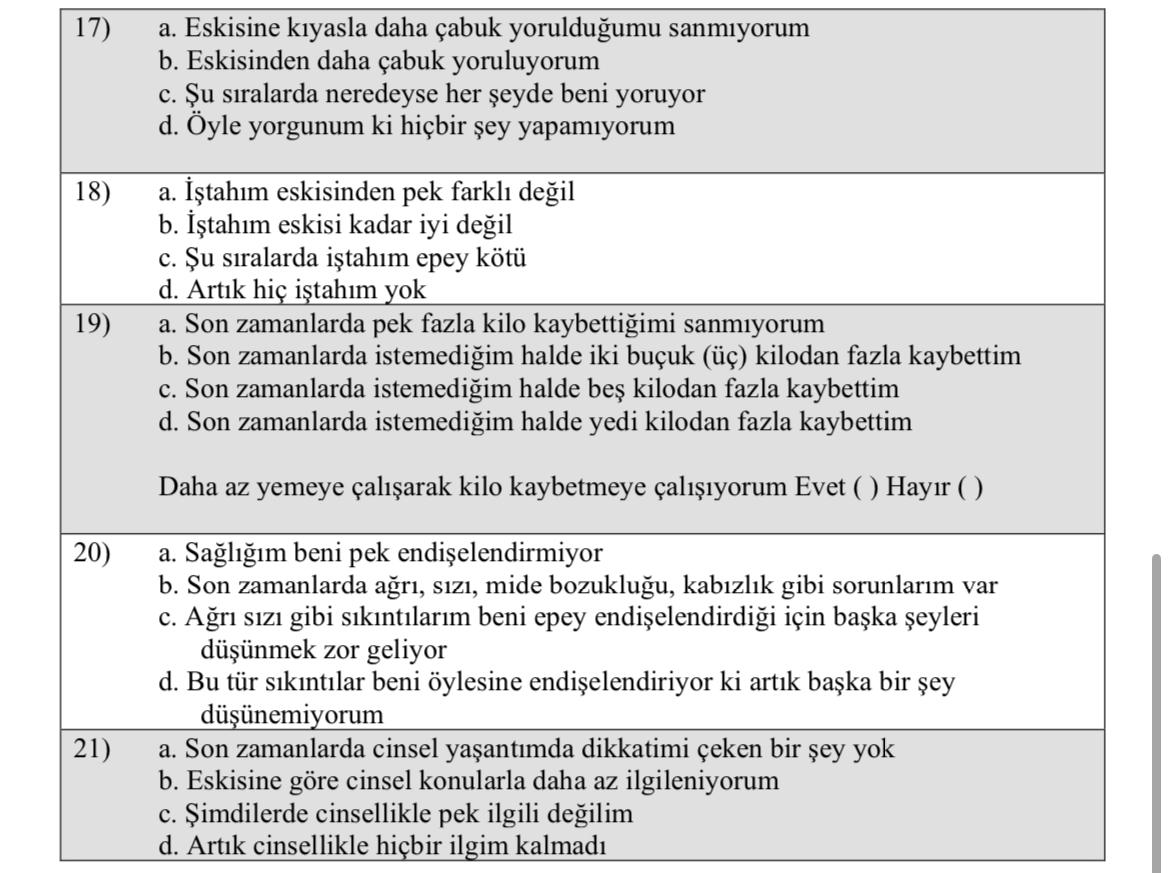 17) a. Eskisine kıyasla daha çabuk yorulduğumu sanmıyorum
b. Eskisinden daha çabuk yoruluyorum
c. Şu sıralarda neredeyse her şeyde beni yoruyor
d. Öyle yorgunum ki hiçbir şey yapamıyorum
18) a. İştahım eskisinden pek farklı değil
b. İştahım eskisi kadar iyi değil
c. Şu sıralarda iştahım epey kötü
d. Artık hiç iştahım yok
19) a. Son zamanlarda pek fazla kilo kaybettiğimi sanmıyorum
b. Son zamanlarda istemediğim halde iki buçuk (üç) kilodan fazla kaybettim
c. Son zamanlarda istemediğim halde beş kilodan fazla kaybettim
d. Son zamanlarda istemediğim halde yedi kilodan fazla kaybettim
Daha az yemeye çalışarak kilo kaybetmeye çalışıyorum Evet ( ) Hayır ( )
20) a. Sağlığım beni pek endişelendirmiyor
b. Son zamanlarda ağrı, sızı, mide bozukluğu, kabızlık gibi sorunlarım var
c. Ağrı sızı gibi sıkıntılarım beni epey endişelendirdiği için başka şeyleri
düşünmek zor geliyor
d. Bu tür sıkıntılar beni öylesine endişelendiriyor ki artık başka bir şey
düşünemiyorum
21) a. Son zamanlarda cinsel yaşantımda dikkatimi çeken bir şey yok
b. Eskisine göre cinsel konularla daha az ilgileniyorum
c. Şimdilerde cinsellikle pek ilgili değilim
d. Artık cinsellikle hiçbir ilgim kalmadı